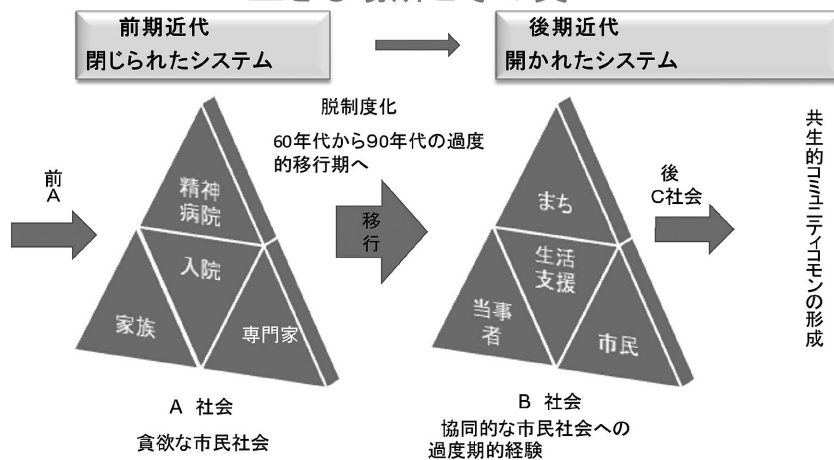 前期近代
閉じられたシステム
後期近代
開かれたシステム
脱制度化
60年代から90年代の過度
的移行期へ
前
A
精神
病院
入院
家族
専門家
移
行
まち
生活
支援
当事
者
市民
後
C社会
共生的コミュニティコモンの形成
A 社会
貪欲な市民社会
B 社会
協同的な市民社会への
過度期的経験